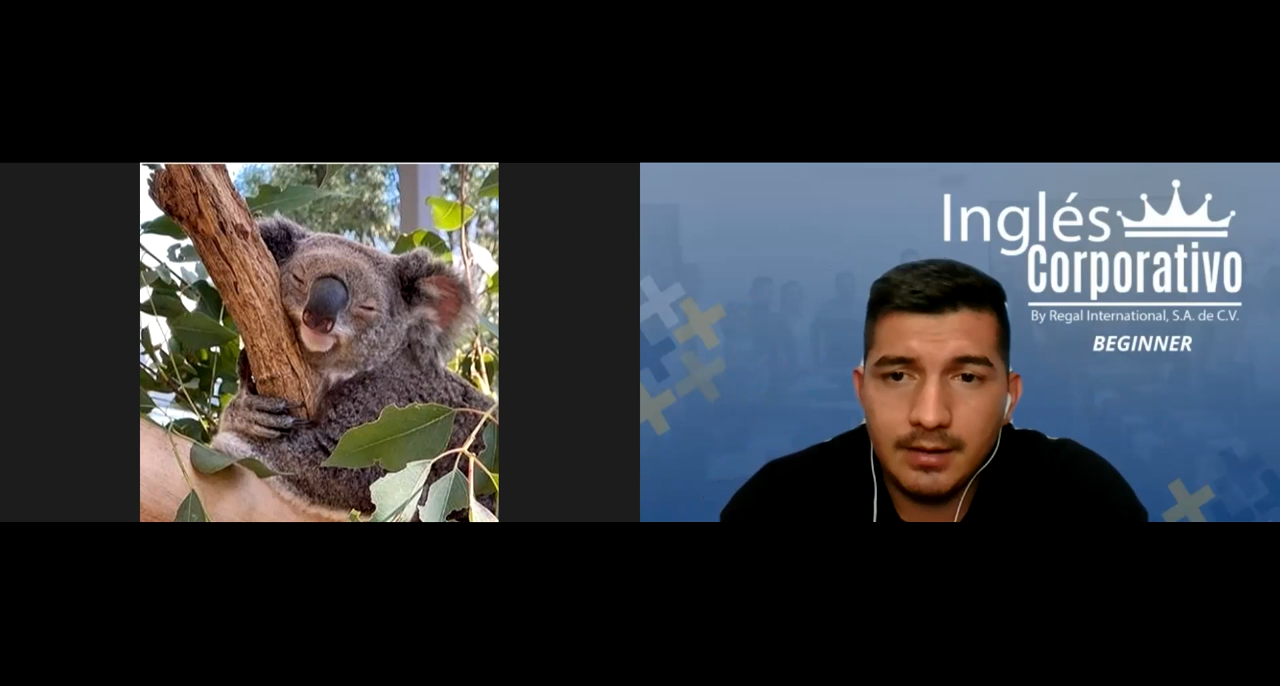 Inglés
Corporativo
By Regal International, S.A. de C.V.
BEGINNER